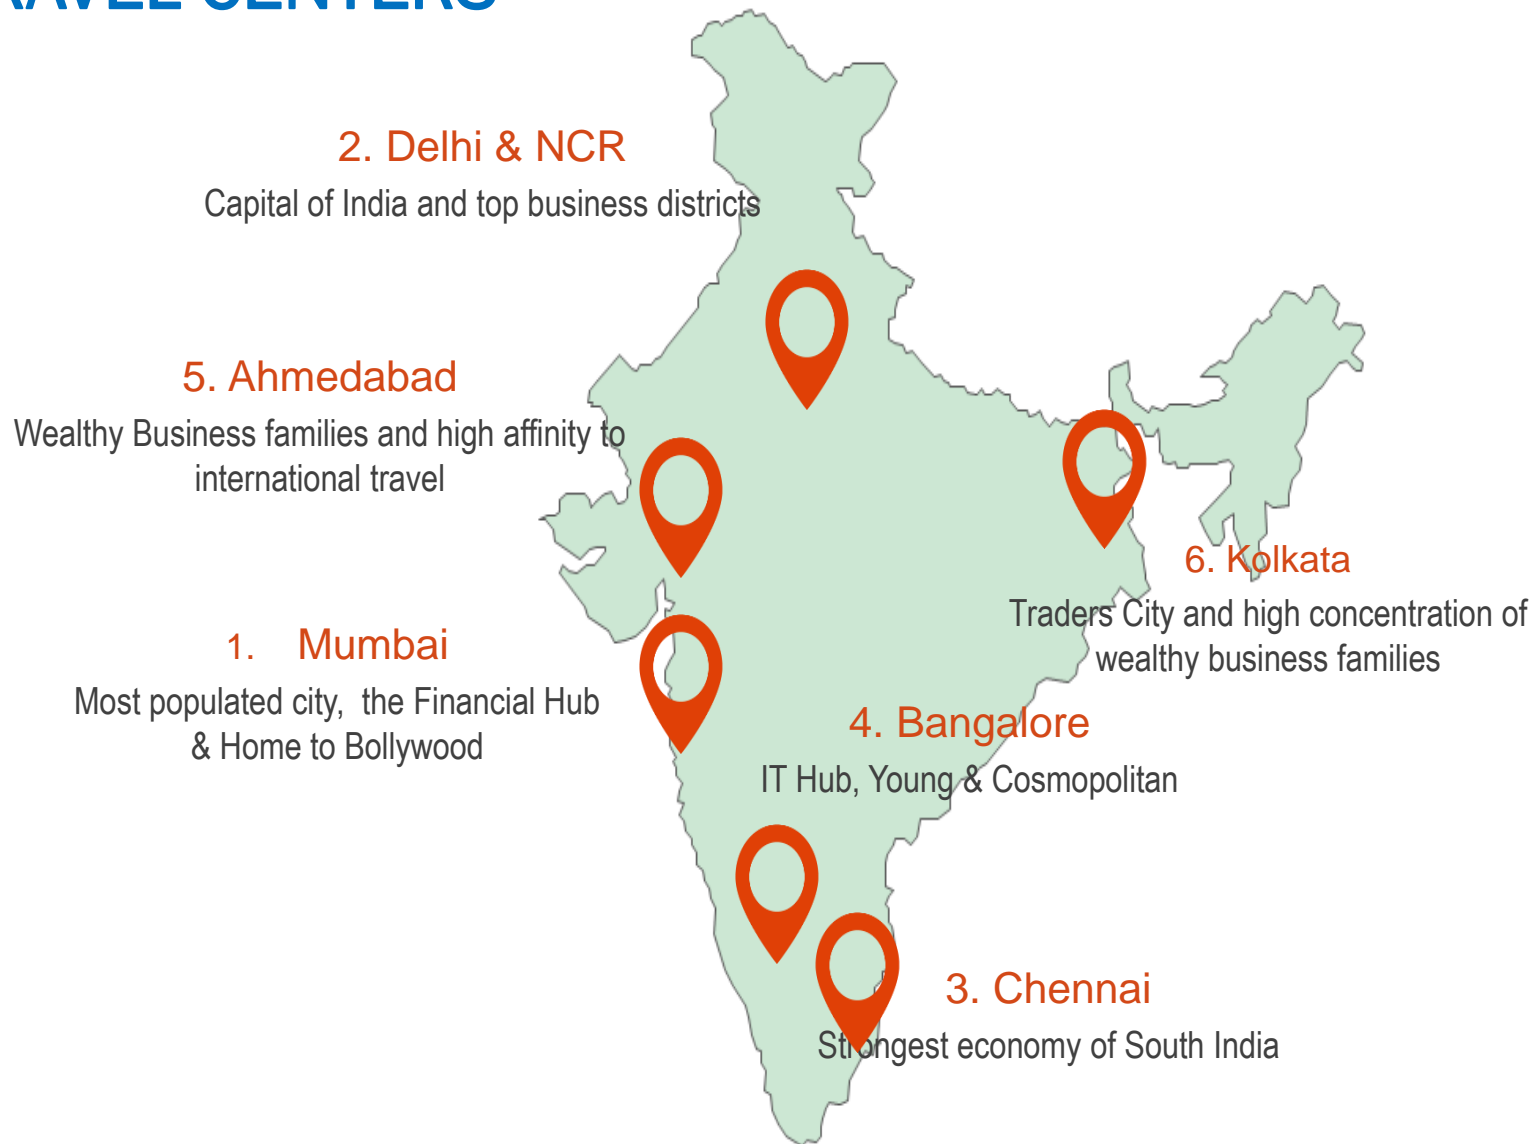 TRAVEL CENTERS
2. Delhi & NCR
Capital of India and top business districts
5. Ahmedabad
Wealthy Business families and high affinity to
international travel
6. Kolkata
Traders City and high concentration of
wealthy business families
1. Mumbai
Most populated city, the Financial Hub
& Home to Bollywood
4. Bangalore
IT Hub, Young & Cosmopolitan
3. Chennai
Strongest economy of South India